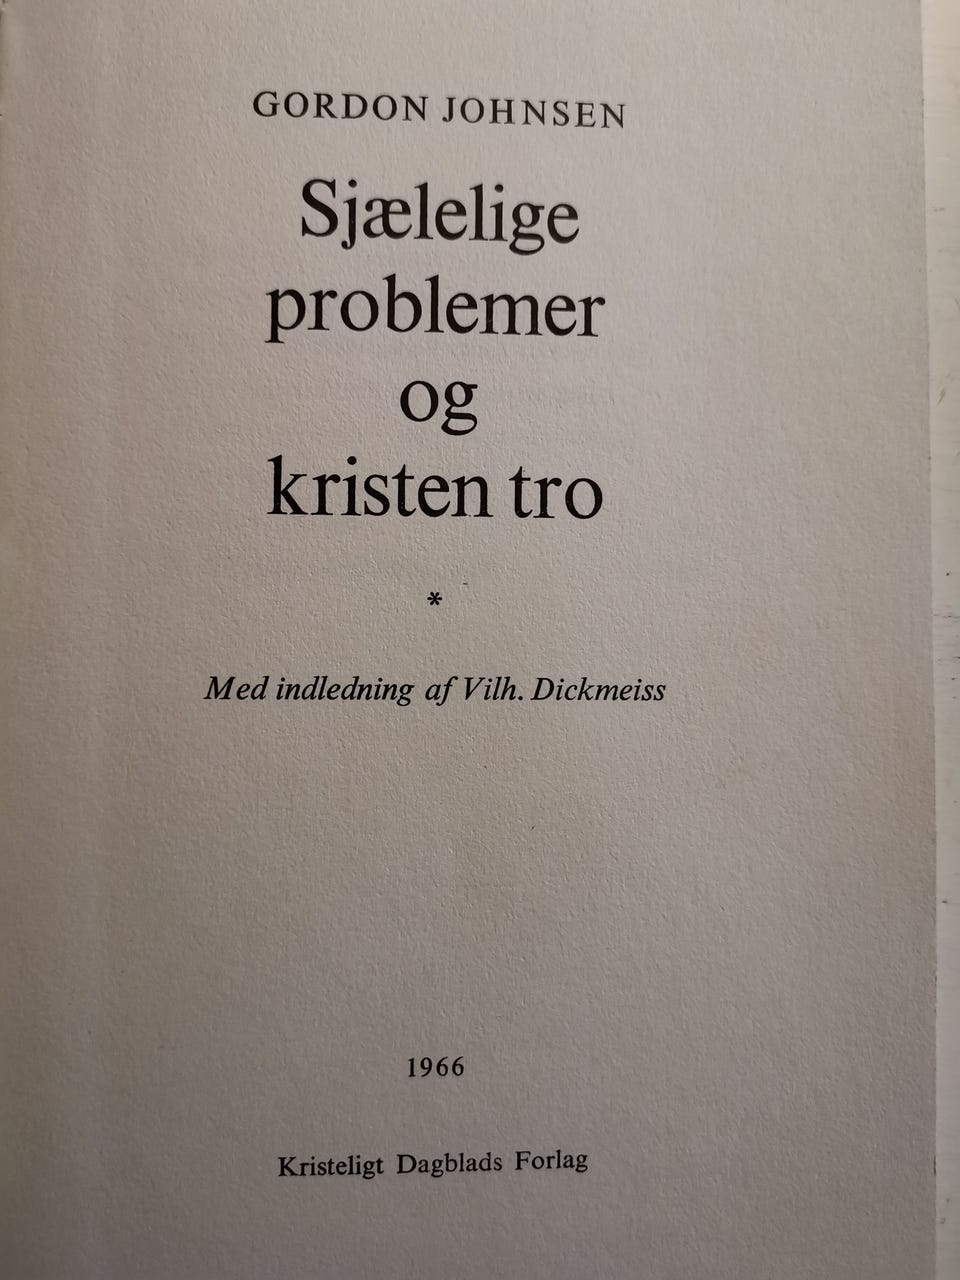 GORDON JOHNSEN
Sjælelige
problemer
og
kristen tro
*
Med indledning af Vilh. Dickmeiss
1966
Kristeligt Dagblads Forlag